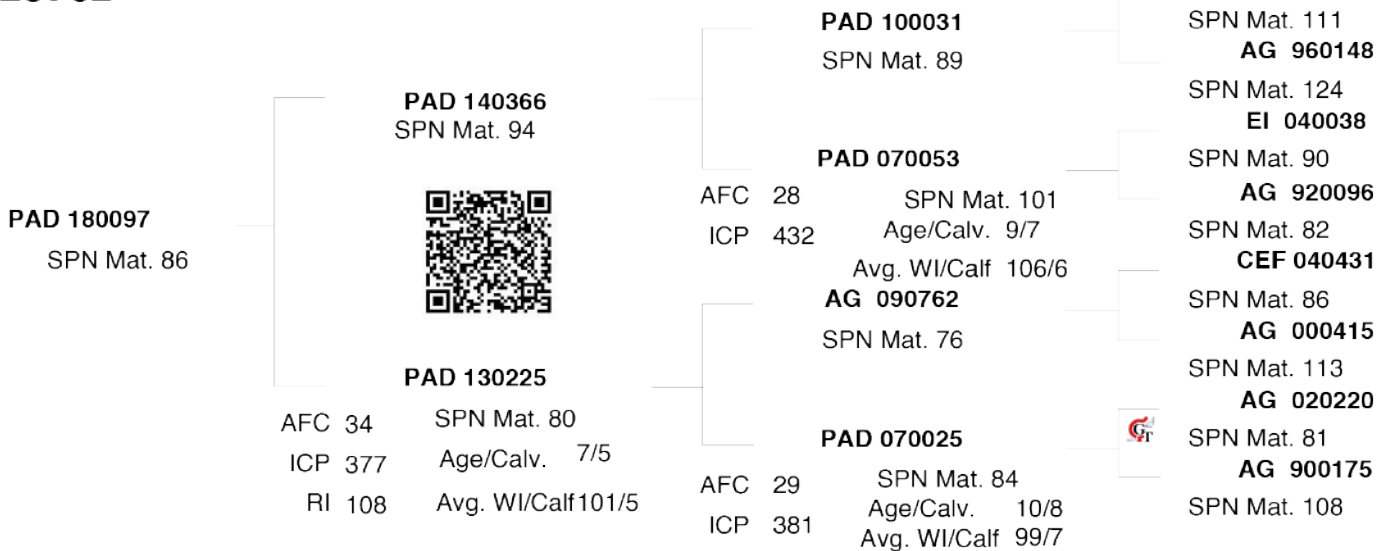 PAD 180097
SPN Mat. 86
PAD 140366
SPN Mat. 94
PAD 130225
AFC 34 SPN Mat. 80
ICP 377 Age/Calv. 7/5
RI 108 Avg. WI/Calf 101/5
PAD 100031
SPN Mat. 89
PAD 070053
AFC 28 SPN Mat. 101
ICP 432 Age/Calv. 9/7
Avg. WI/Calf 106/6
AG 090762
SPN Mat. 76
PAD 070025
AFC 29 SPN Mat. 84
ICP 381 Age/Calv. 10/8
Avg. WI/Calf 99/7
SPN Mat. 111
AG 960148
SPN Mat. 124
EI 040038
SPN Mat. 90
AG 920096
SPN Mat. 82
CEF 040431
SPN Mat. 86
AG 000415
SPN Mat. 113
AG 020220
GT
SPN Mat. 81
AG 900175
SPN Mat. 108